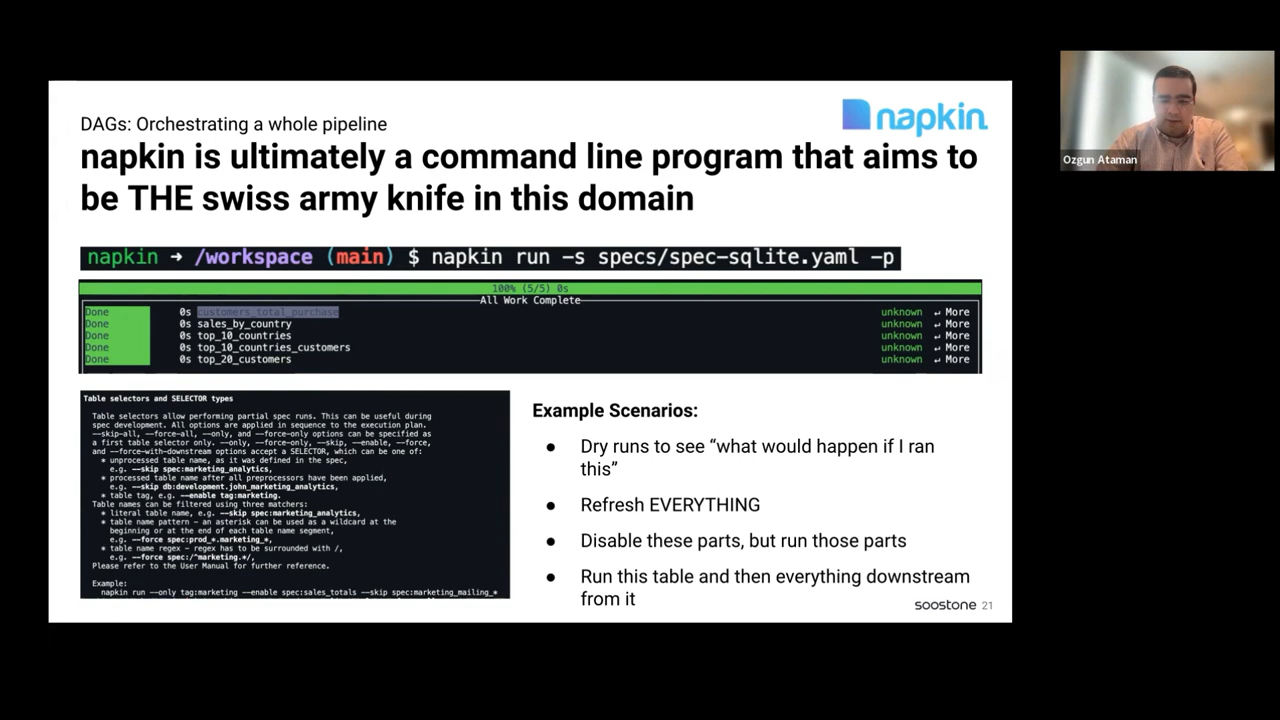 DAGs: Orchestrating a whole pipeline
napkin
napkin is ultimately a command line program that aims to
be THE swiss army knife in this domain
Ozgun Ataman
napkin ➜ /workspace (main) $ napkin run -s specs/spec-sqlite.yaml -p
100% (5/5) 0s
All Work Complete
Done 0s customers_total_purchase unknown ↵ More
Done 0s sales_by_country unknown ↵ More
Done 0s top_10_countries unknown ↵ More
Done 0s top_10_countries_customers unknown ↵ More
Done 0s top_20_customers unknown ↵ More
Table selectors and SELECTOR types
Table selectors allow performing partial spec runs. This can be useful during
spec development. All options are applied in sequence to the execution plan.
--skip-all, --force-all, --only, and --force-only options can be specified as
a first table selector only. --only, --force-only, --skip, --enable, --force,
and --force-with-downstream options accept a SELECTOR, which can be one of:
* unprocessed table name, as it was defined in the spec,
e.g. --skip spec:marketing_analytics,
* processed table name after all preprocessors have been applied,
e.g. --skip db:development.john_marketing_analytics,
* table tag, e.g. --enable tag:marketing.
Table names can be filtered using three matchers:
* literal table name, e.g. --skip spec:marketing_analytics,
* table name pattern - an asterisk can be used as a wildcard at the
beginning or at the end of each table name segment,
e.g. --force spec:prod_*.marketing_*,
* table name regex - regex has to be surrounded with /,
e.g. --force spec:/^marketing.*/,
Please refer to the User Manual for further reference.
Example:
napkin run --only tag:marketing --enable spec:sales_totals --skip spec:marketing_mailing_*
Example Scenarios:
● Dry runs to see “what would happen if I ran
this”
● Refresh EVERYTHING
● Disable these parts, but run those parts
● Run this table and then everything downstream
from it
soostone 21